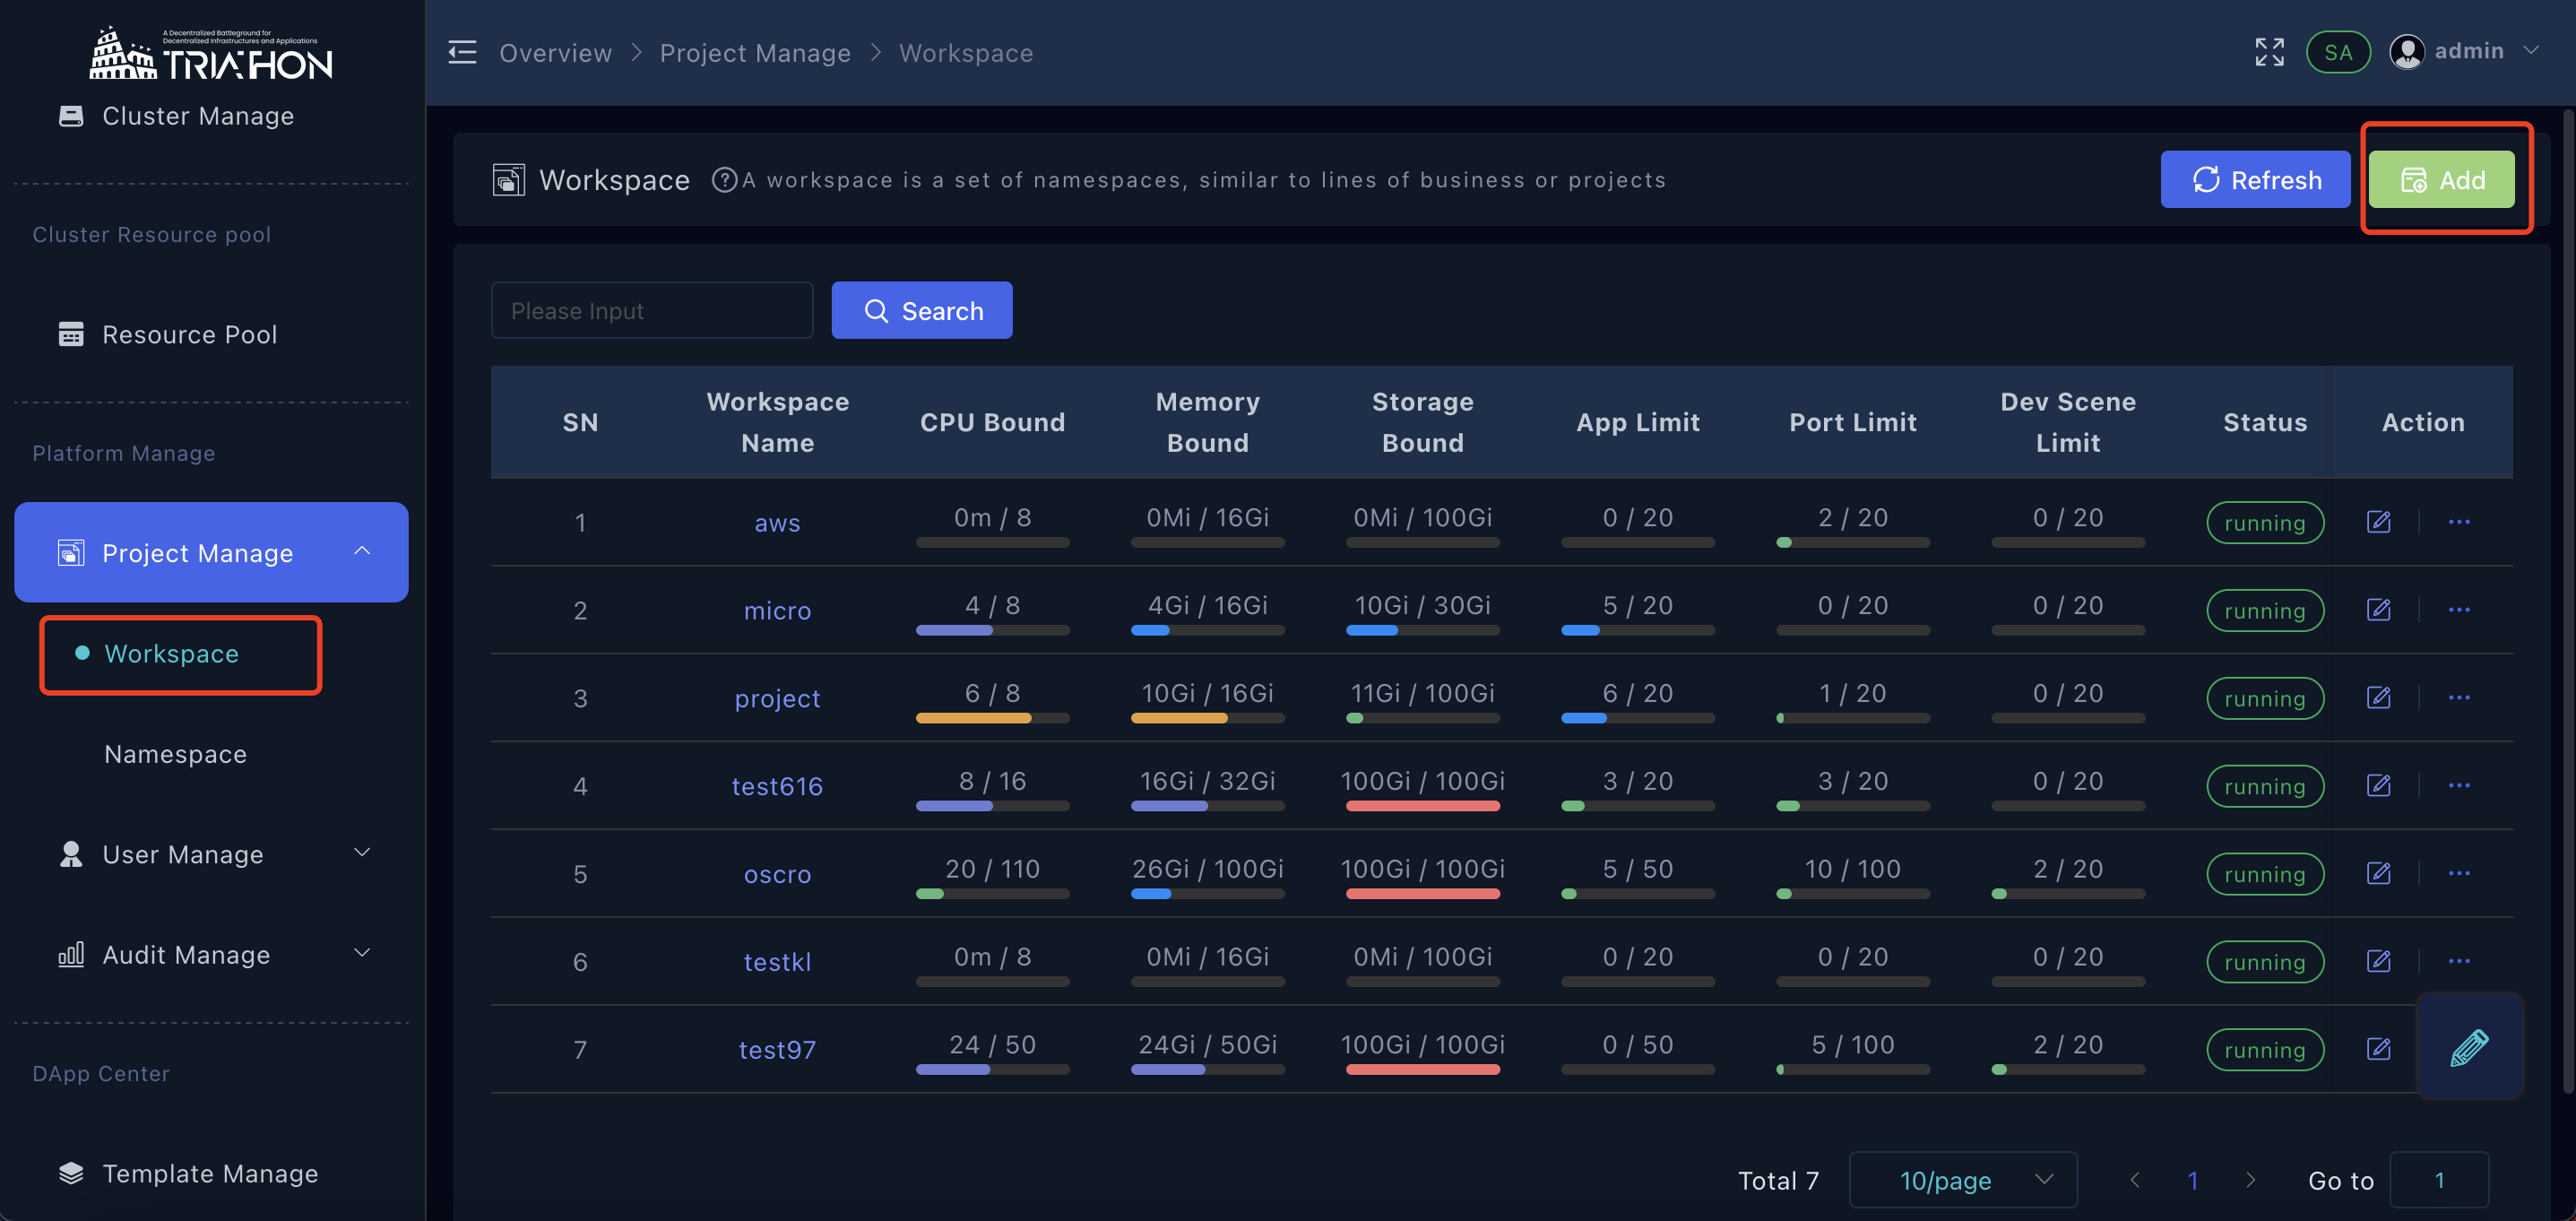 A Decentralized Battleground for
Decentralized Infrastructures and Applications
TRIATHON
Cluster Manage
Cluster Resource pool
Resource Pool
Platform Manage
Project Manage
Workspace
Namespace
User Manage
Audit Manage
DApp Center
Template Manage
Overview > Project Manage > Workspace
SA admin
Workspace ? A workspace is a set of namespaces, similar to lines of business or projects
Refresh Add
Please Input Search
SN Workspace Name CPU Bound Memory Bound Storage Bound App Limit Port Limit Dev Scene Limit Status Action
1 aws 0m / 8 0Mi / 16Gi 0Mi / 100Gi 0 / 20 2 / 20 0 / 20 running ...
2 micro 4 / 8 4Gi / 16Gi 10Gi / 30Gi 5 / 20 0 / 20 0 / 20 running ...
3 project 6 / 8 10Gi / 16Gi 11Gi / 100Gi 6 / 20 1 / 20 0 / 20 running ...
4 test616 8 / 16 16Gi / 32Gi 100Gi / 100Gi 3 / 20 3 / 20 0 / 20 running ...
5 oscro 20 / 110 26Gi / 100Gi 100Gi / 100Gi 5 / 50 10 / 100 2 / 20 running ...
6 testkl 0m / 8 0Mi / 16Gi 0Mi / 100Gi 0 / 20 0 / 20 0 / 20 running ...
7 test97 24 / 50 24Gi / 50Gi 100Gi / 100Gi 0 / 50 5 / 100 2 / 20 running
Total 7 10/page < 1 > Go to 1